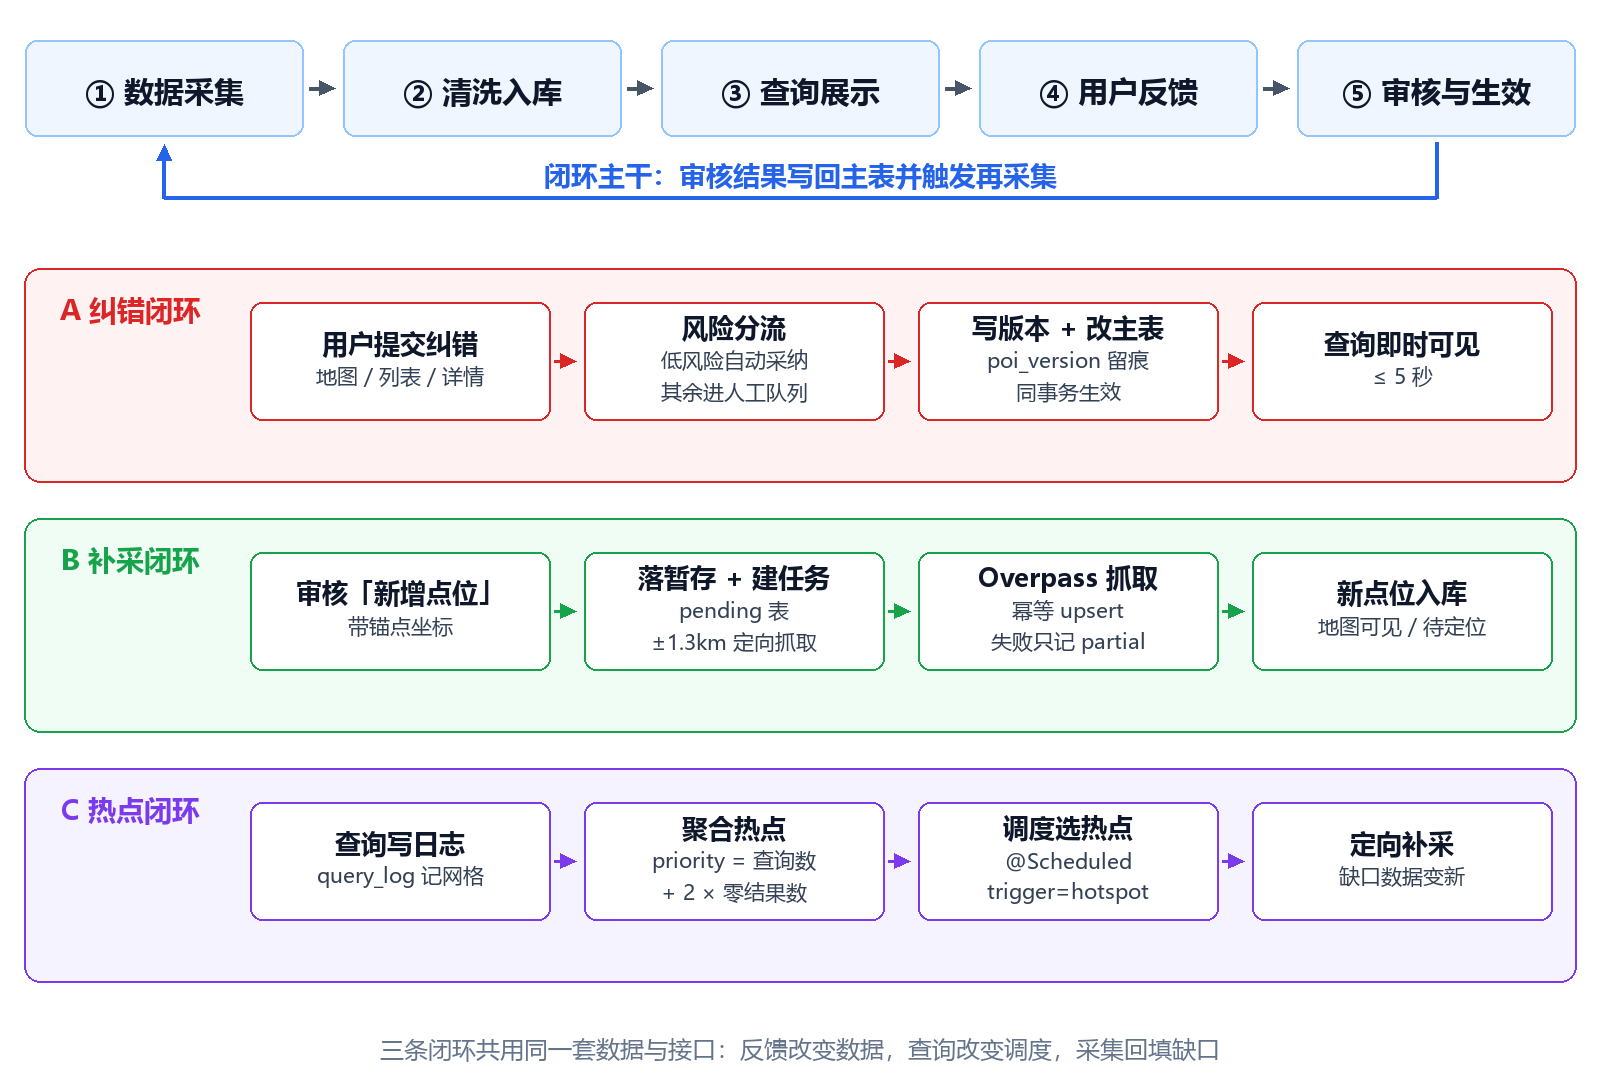 ① 数据采集
② 清洗入库
③ 查询展示
④ 用户反馈
⑤ 审核与生效
闭环主干：审核结果写回主表并触发再采集
A 纠错闭环
用户提交纠错
地图 / 列表 / 详情
风险分流
低风险自动采纳
其余进人工队列
写版本 + 改主表
poi_version 留痕
同事务生效
查询即时可见
≤ 5 秒
B 补采闭环
审核「新增点位」
带锚点坐标
落暂存 + 建任务
pending 表
±1.3km 定向抓取
Overpass 抓取
幂等 upsert
失败只记 partial
新点位入库
地图可见 / 待定位
C 热点闭环
查询写日志
query_log 记网格
聚合热点
priority = 查询数
+ 2 × 零结果数
调度选热点
@Scheduled
trigger=hotspot
定向补采
缺口数据变新
三条闭环共用同一套数据与接口：反馈改变数据，查询改变调度，采集回填缺口